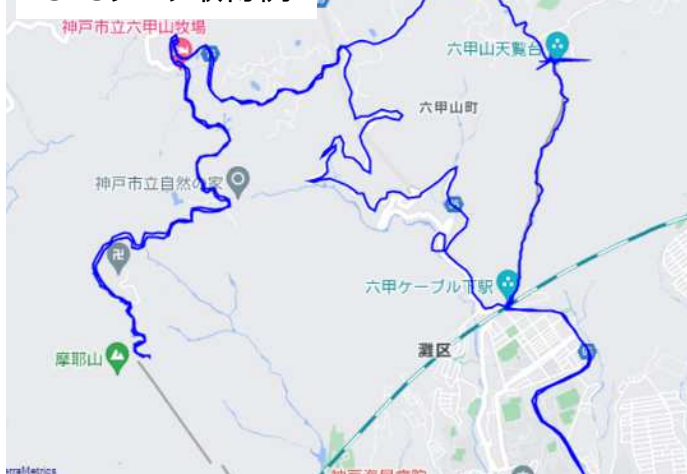 神戸市立六甲山牧場
六甲山天覧台
六甲山町
神戸市立自然の家
卍
六甲ケーブル下駅
灘区
摩耶山
erraMetrics